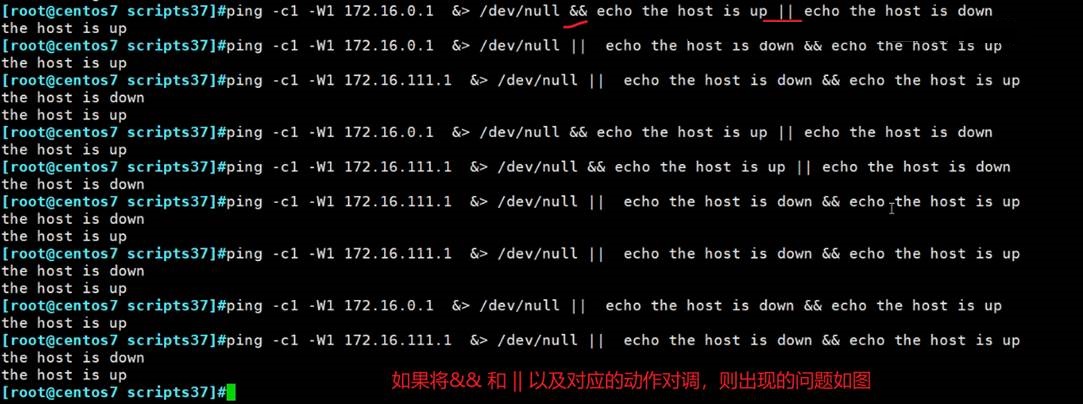 [root@centos7 scripts37]#ping -c1 -W1 172.16.0.1  &> /dev/null && echo the host is up || echo the host is down
the host is up
[root@centos7 scripts37]#ping -c1 -W1 172.16.0.1  &> /dev/null ||  echo the host is down && echo the host is up
the host is up
[root@centos7 scripts37]#ping -c1 -W1 172.16.111.1  &> /dev/null ||  echo the host is down && echo the host is up
the host is down
the host is up
[root@centos7 scripts37]#ping -c1 -W1 172.16.0.1  &> /dev/null && echo the host is up || echo the host is down
the host is up
[root@centos7 scripts37]#ping -c1 -W1 172.16.111.1  &> /dev/null && echo the host is up || echo the host is down
the host is down
[root@centos7 scripts37]#ping -c1 -W1 172.16.111.1  &> /dev/null ||  echo the host is down && echo the host is up
the host is down
the host is up
[root@centos7 scripts37]#ping -c1 -W1 172.16.111.1  &> /dev/null ||  echo the host is down && echo the host is up
the host is down
the host is up
[root@centos7 scripts37]#ping -c1 -W1 172.16.0.1  &> /dev/null ||  echo the host is down && echo the host is up
the host is up
[root@centos7 scripts37]#ping -c1 -W1 172.16.111.1  &> /dev/null ||  echo the host is down && echo the host is up
the host is down
the host is up
[root@centos7 scripts37]#
如果将&& 和 || 以及对应的动作对调，则出现的问题如图